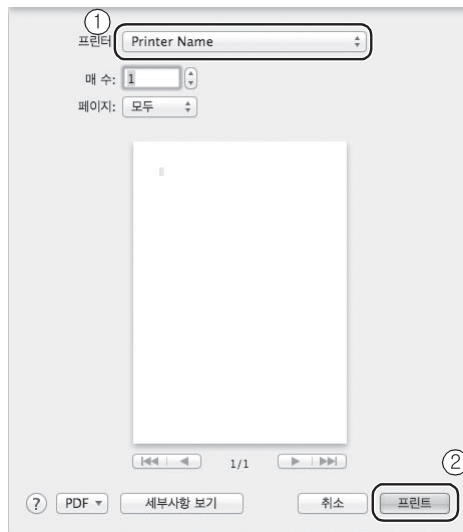 ①
프린터 Printer Name
매 수: 1
페이지: 모두
1/1
②
? PDF 세부사항 보기 취소 프린트